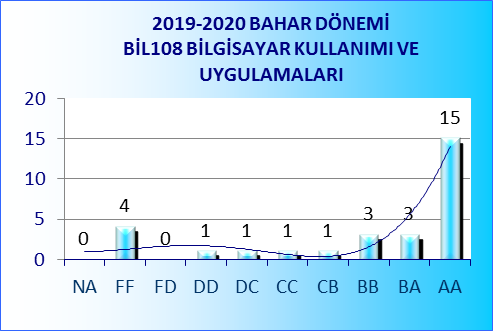 2019-2020 BAHAR DÖNEMİ
BİL108 BİLGİSAYAR KULLANIMI VE
UYGULAMALARI
20
15
10
5
0
0 4 0 1 1 1 1 3 3 15
NA FF FD DD DC CC CB BB BA AA